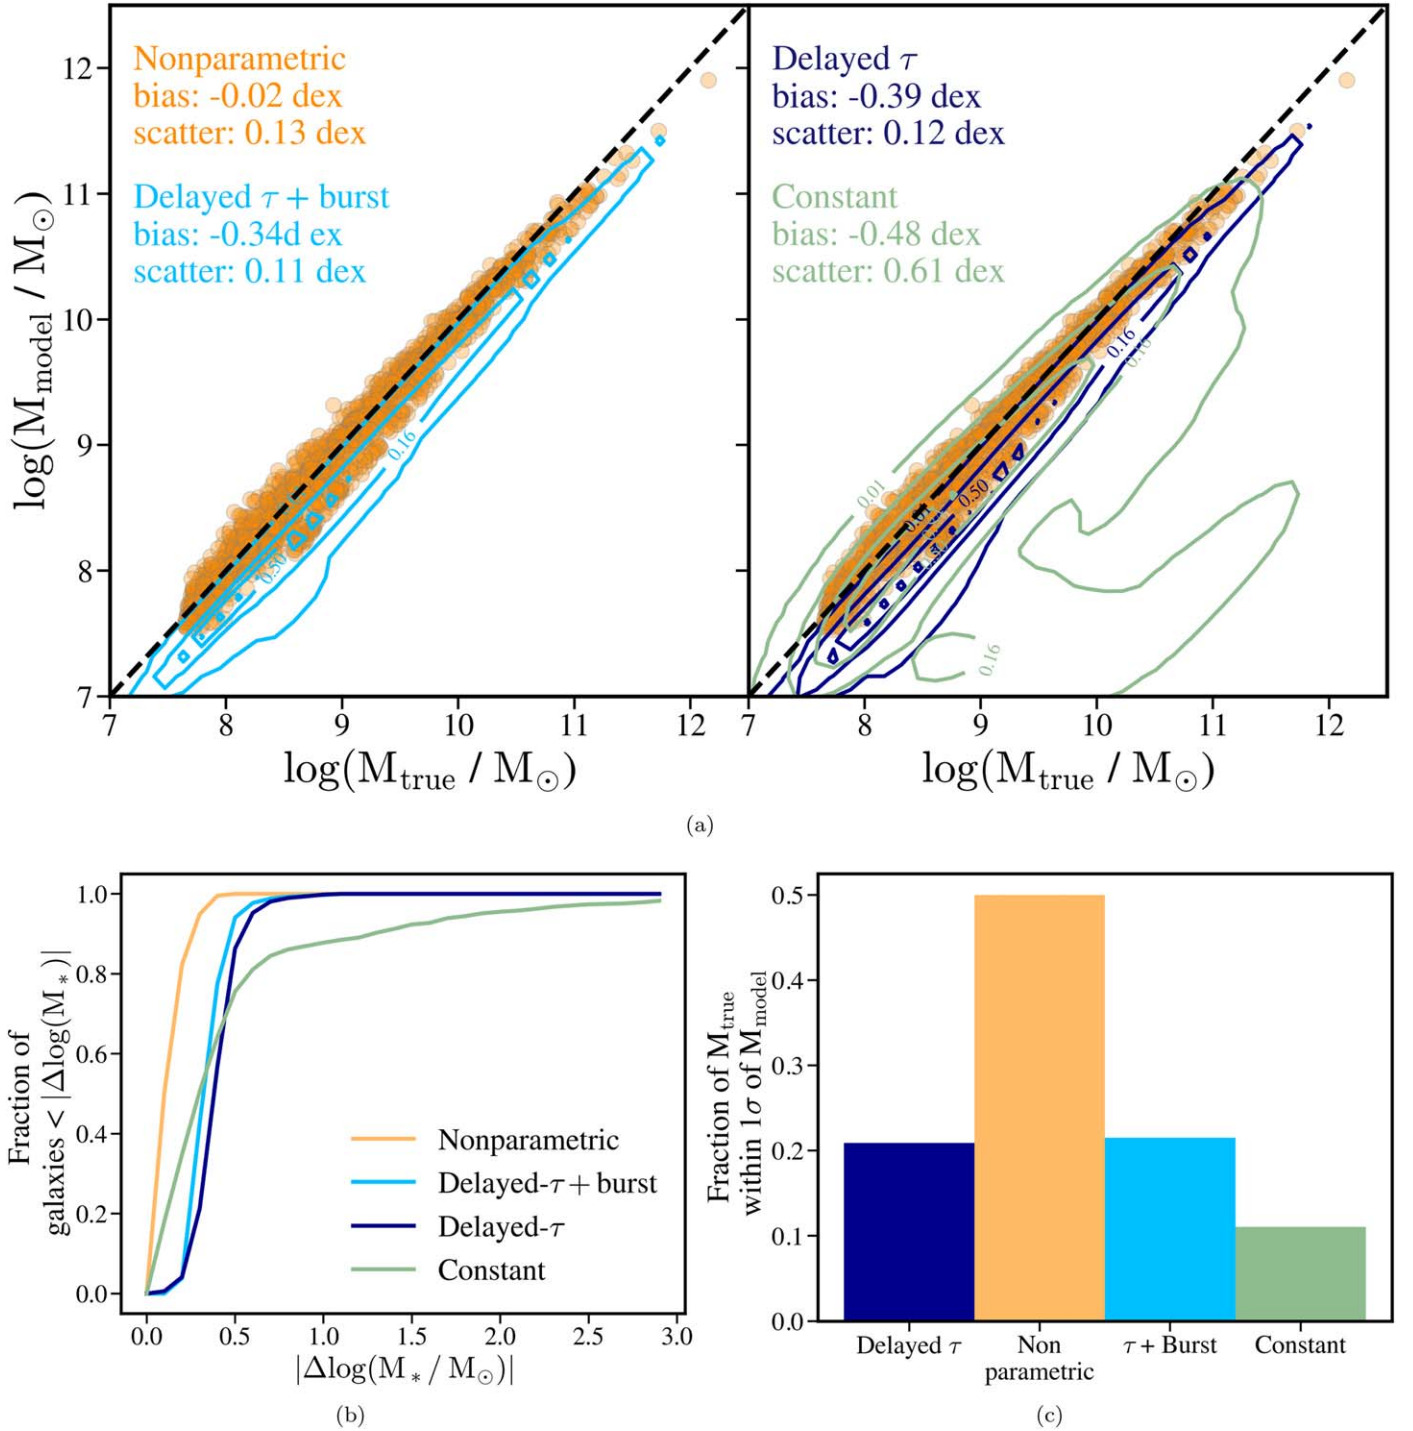 Nonparametric
bias: -0.02 dex
scatter: 0.13 dex
Delayed τ + burst
bias: -0.34d ex
scatter: 0.11 dex
0.16
0.50
12
11
10
9
8
7
log(M_model / M_⊙)
7 8 9 10 11 12
log(M_true / M_⊙)
Delayed τ
bias: -0.39 dex
scatter: 0.12 dex
Constant
bias: -0.48 dex
scatter: 0.61 dex
0.16
0.16
0.01
0.50
0.01
0.16
7 8 9 10 11 12
log(M_true / M_⊙)
(a)
1.0
0.8
0.6
0.4
0.2
0.0
Fraction of
galaxies < |Δlog(M_*)|
Nonparametric
Delayed-τ + burst
Delayed-τ
Constant
0.0 0.5 1.0 1.5 2.0 2.5 3.0
|Δlog(M_* / M_⊙)|
(b)
0.5
0.4
0.3
0.2
0.1
0.0
Fraction of M_true
within 1σ of M_model
Delayed τ
Non
parametric
τ + Burst
Constant
(c)